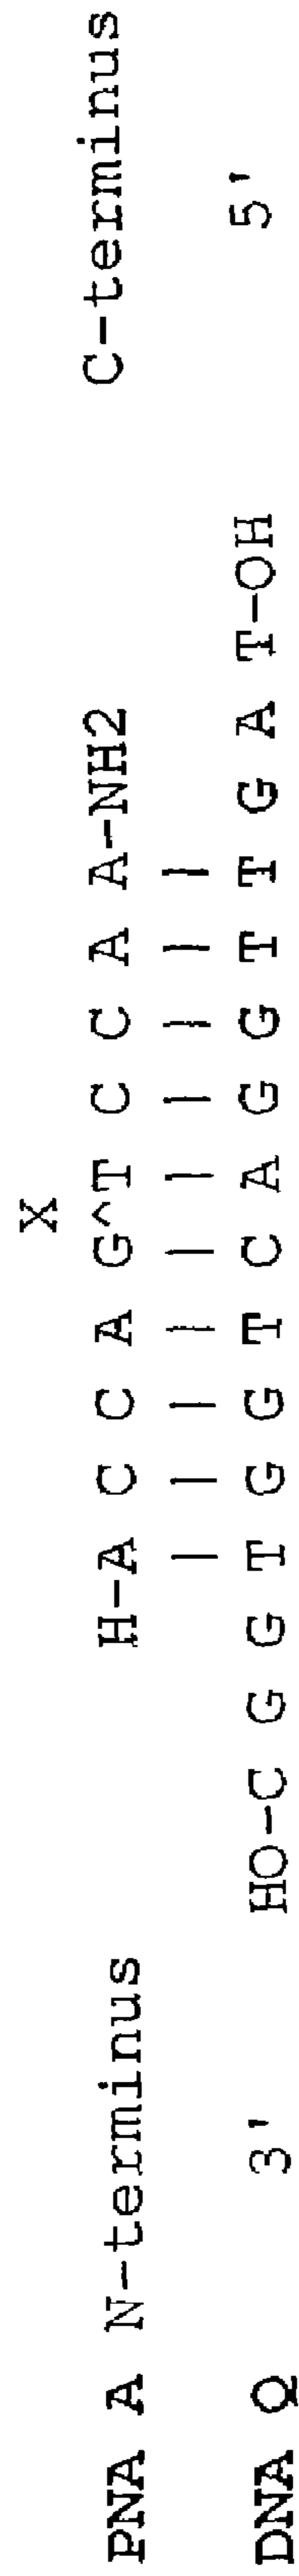 X
PNA A N-terminus H-A C C A G^T C C A A-NH2 C-terminus
| | | | | | | | | |
DNA Q 3' HO-C G G T G G T C A G G T T G A T-OH 5'